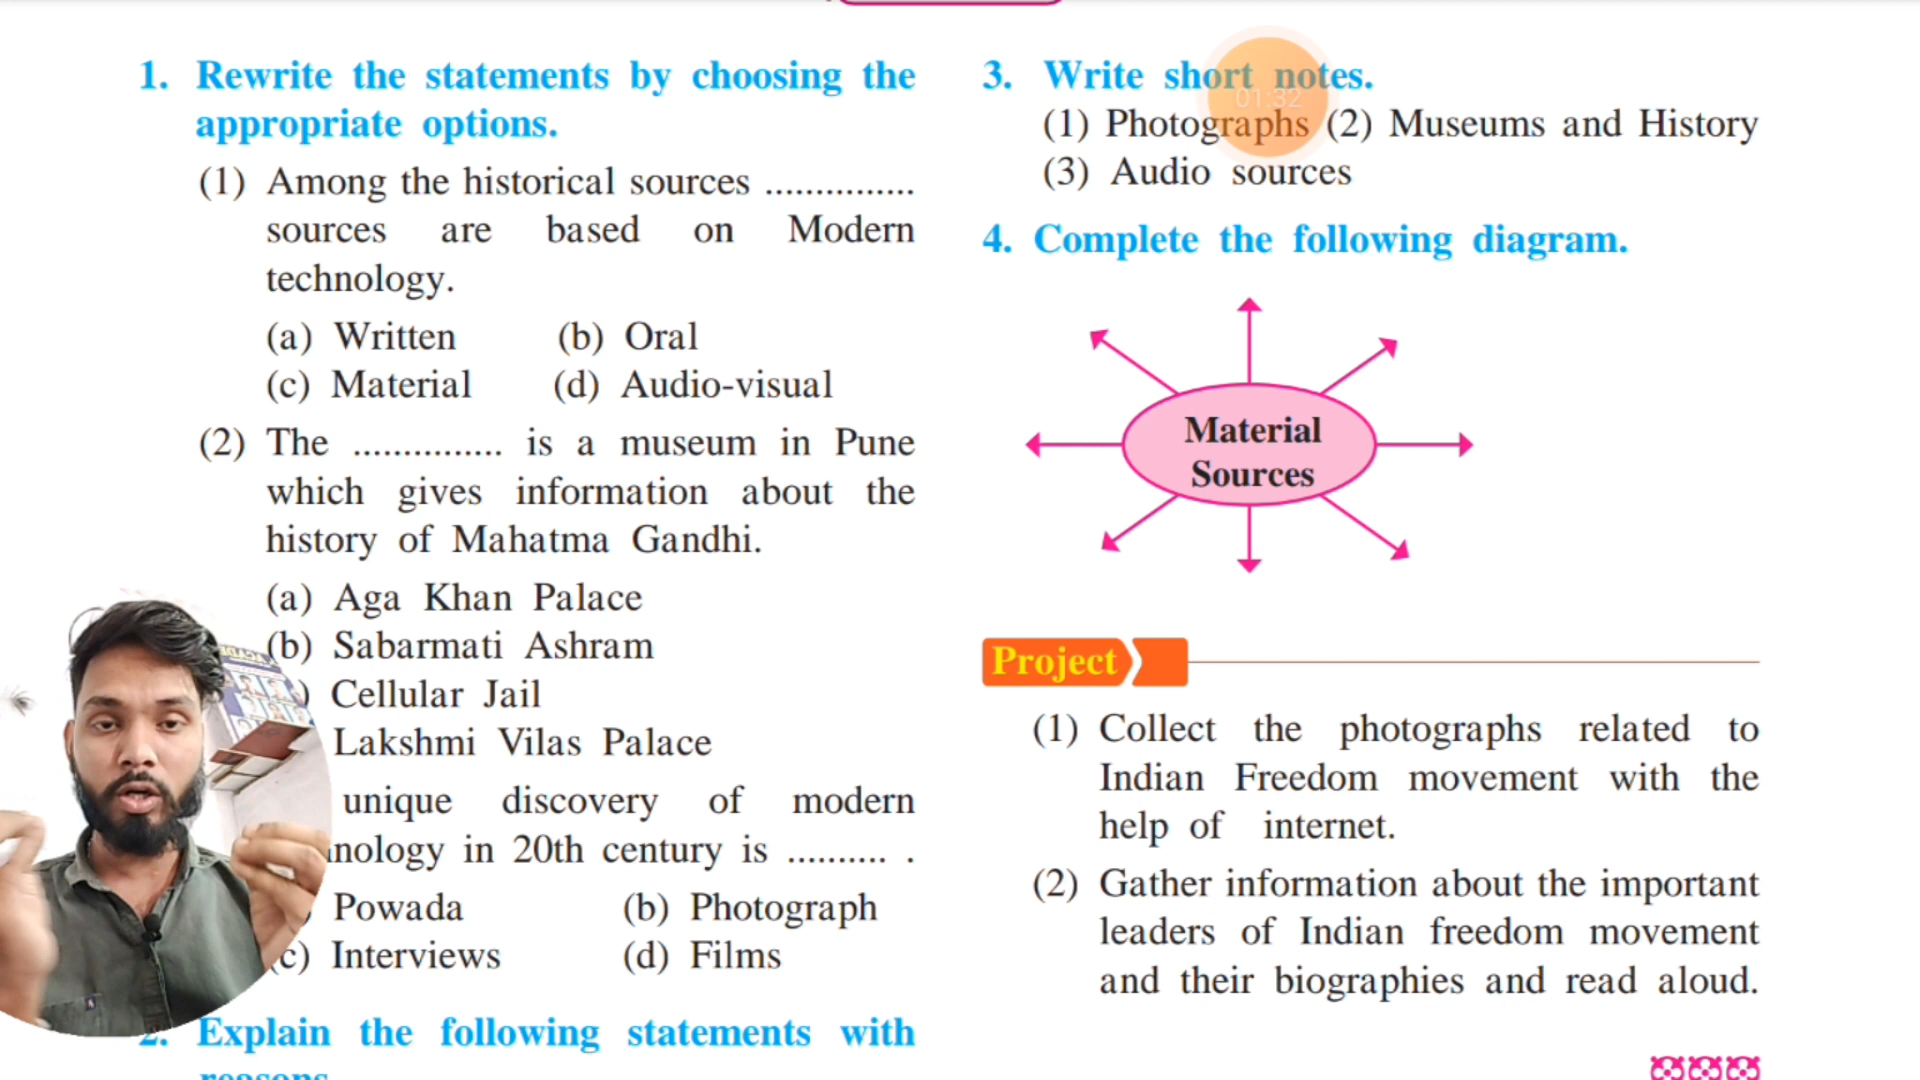 1. Rewrite the statements by choosing the
appropriate options.
(1) Among the historical sources ...............
sources are based on Modern
technology.
(a) Written (b) Oral
(c) Material (d) Audio-visual
(2) The ............... is a museum in Pune
which gives information about the
history of Mahatma Gandhi.
(a) Aga Khan Palace
(b) Sabarmati Ashram
) Cellular Jail
Lakshmi Vilas Palace
unique discovery of modern
nology in 20th century is .......... .
Powada (b) Photograph
c) Interviews (d) Films
2. Explain the following statements with
reasons
3. Write short notes.
01:32
(1) Photographs (2) Museums and History
(3) Audio sources
4. Complete the following diagram.
Material
Sources
Project
(1) Collect the photographs related to
Indian Freedom movement with the
help of internet.
(2) Gather information about the important
leaders of Indian freedom movement
and their biographies and read aloud.